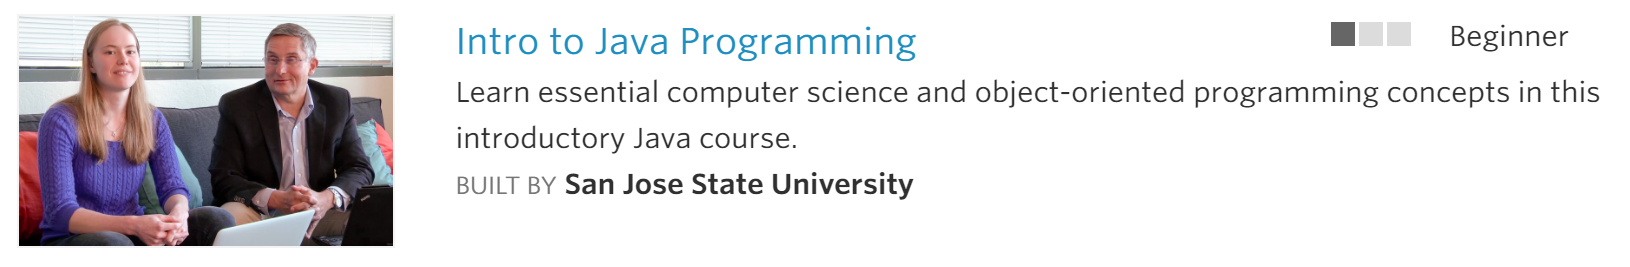 Intro to Java Programming
Beginner
Learn essential computer science and object-oriented programming concepts in this
introductory Java course.
BUILT BY San Jose State University